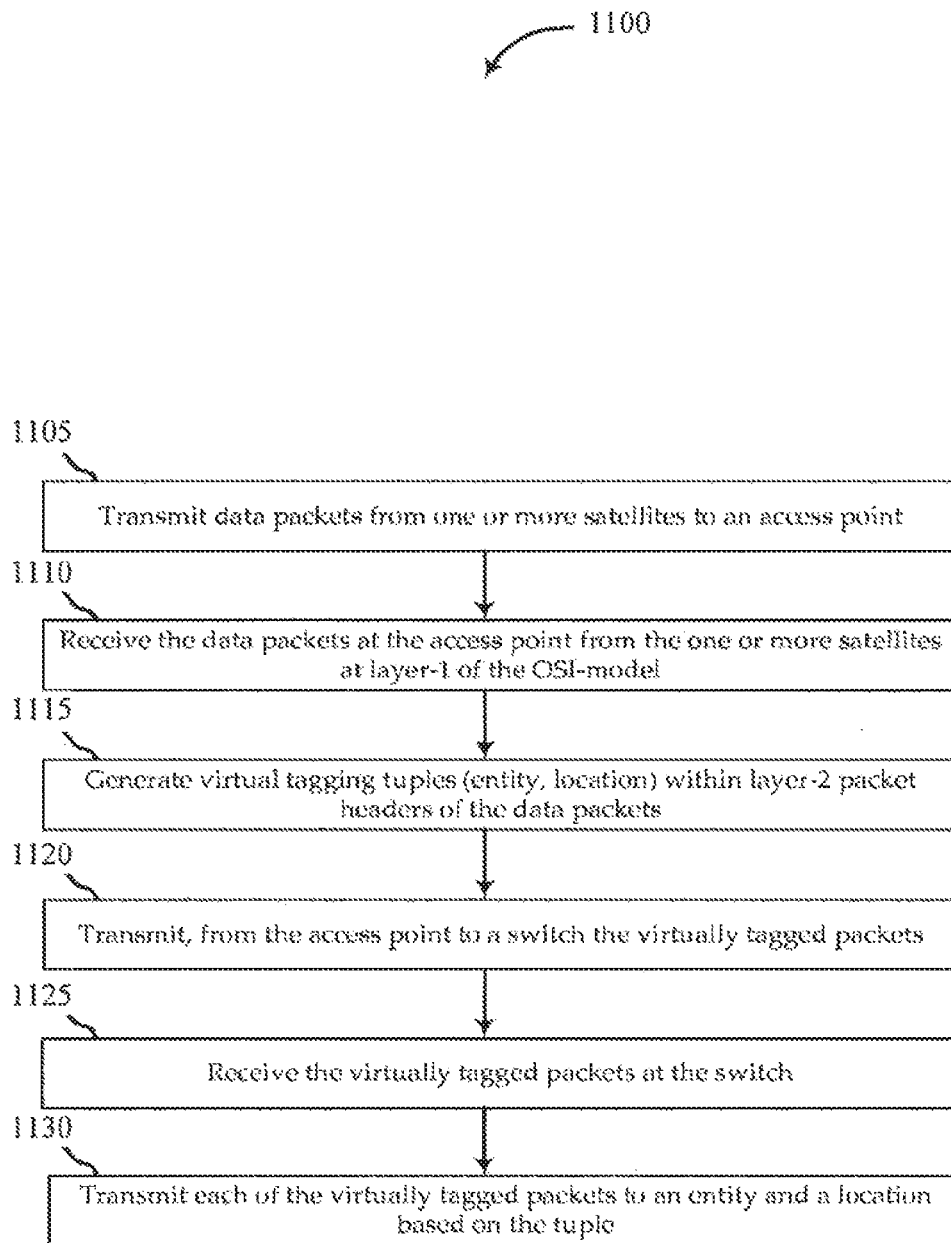 1100
1105
Transmit data packets from one or more satellites to an access point
1110
Receive the data packets at the access point from the one or more satellites
at layer-1 of the OSI-model
1115
Generate virtual tagging tuples (entity, location) within layer-2 packet
headers of the data packets
1120
Transmit, from the access point to a switch the virtually tagged packets
1125
Receive the virtually tagged packets at the switch
1130
Transmit each of the virtually tagged packets to an entity and a location
based on the tuple